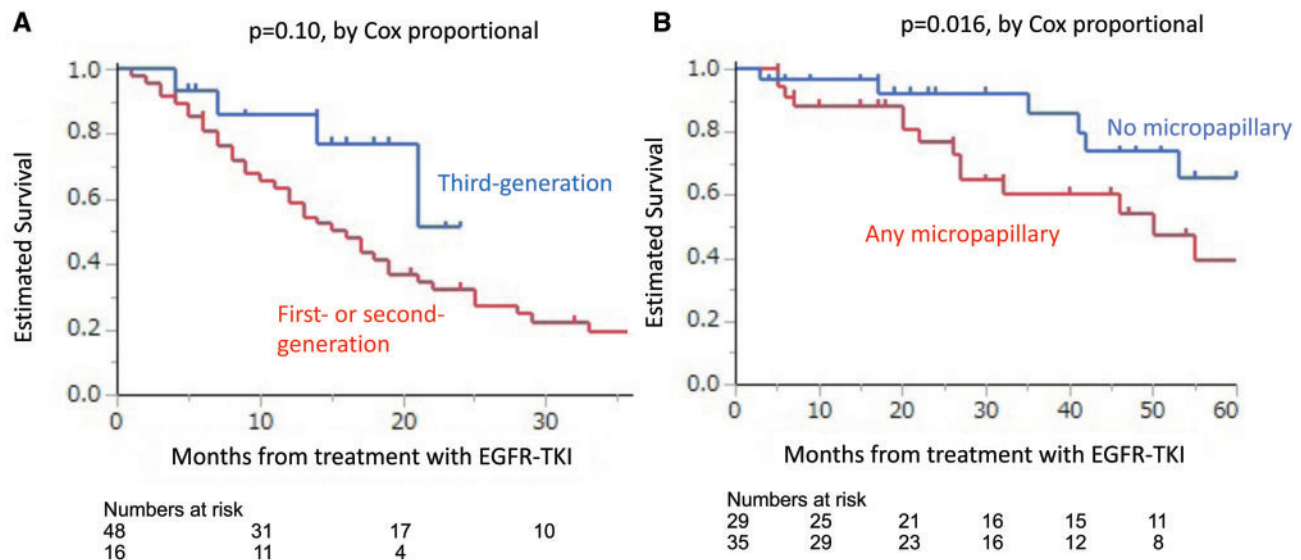 A
p=0.10, by Cox proportional
Estimated Survival
1.0
0.8
0.6
0.4
0.2
0.0
Third-generation
First- or second-
generation
0 10 20 30
Months from treatment with EGFR-TKI
Numbers at risk
48 31 17 10
16 11 4
B
p=0.016, by Cox proportional
Estimated Survival
1.0
0.8
0.6
0.4
0.2
0.0
No micropapillary
Any micropapillary
0 10 20 30 40 50 60
Months from treatment with EGFR-TKI
Numbers at risk
29 25 21 16 15 11
35 29 23 16 12 8